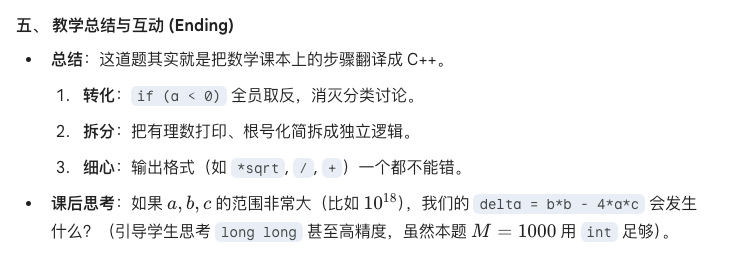 五、 教学总结与互动 (Ending)
• 总结：这道题其实就是把数学课本上的步骤翻译成 C++。
1. 转化： if (a < 0) 全员取反，消灭分类讨论。
2. 拆分：把有理数打印、根号化简拆成独立逻辑。
3. 细心：输出格式（如 *sqrt , / , + ）一个都不能错。
• 课后思考：如果 a, b, c 的范围非常大（比如 10^18），我们的 delta = b*b - 4*a*c 会发生
什么？（引导学生思考 long long 甚至高精度，虽然本题 M = 1000 用 int 足够）。